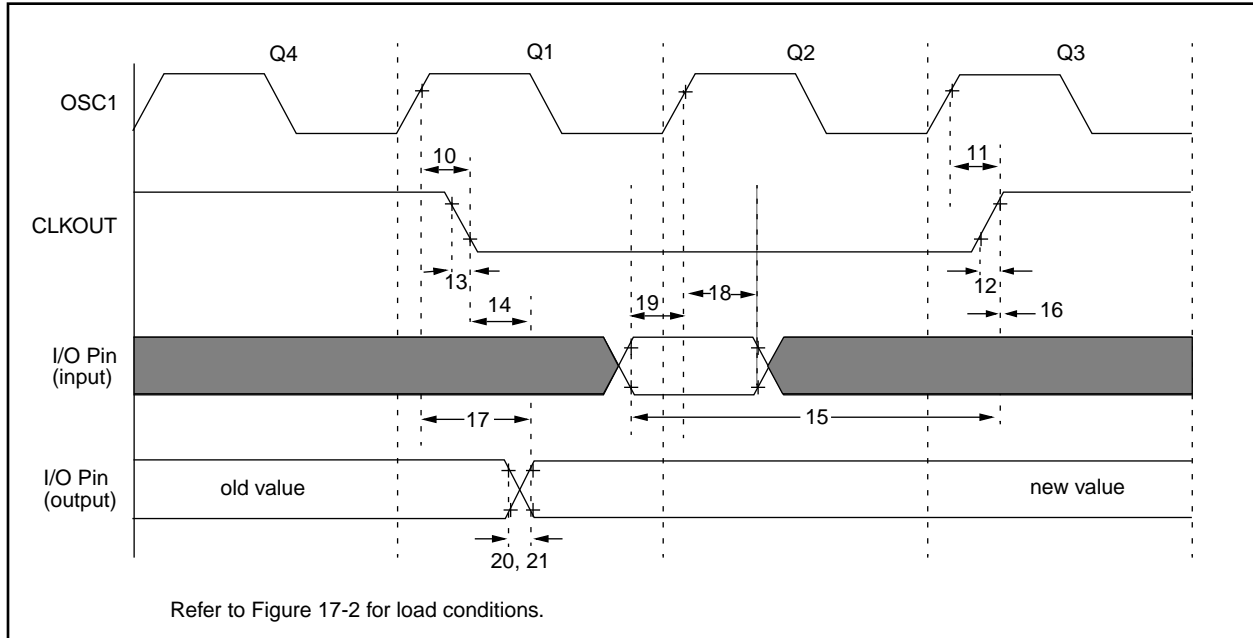 Q4 Q1 Q2 Q3
OSC1
10 11
CLKOUT
13 12
14 19 18 16
I/O Pin
(input)
17 15
I/O Pin
(output)
old value new value
20, 21
Refer to Figure 17-2 for load conditions.